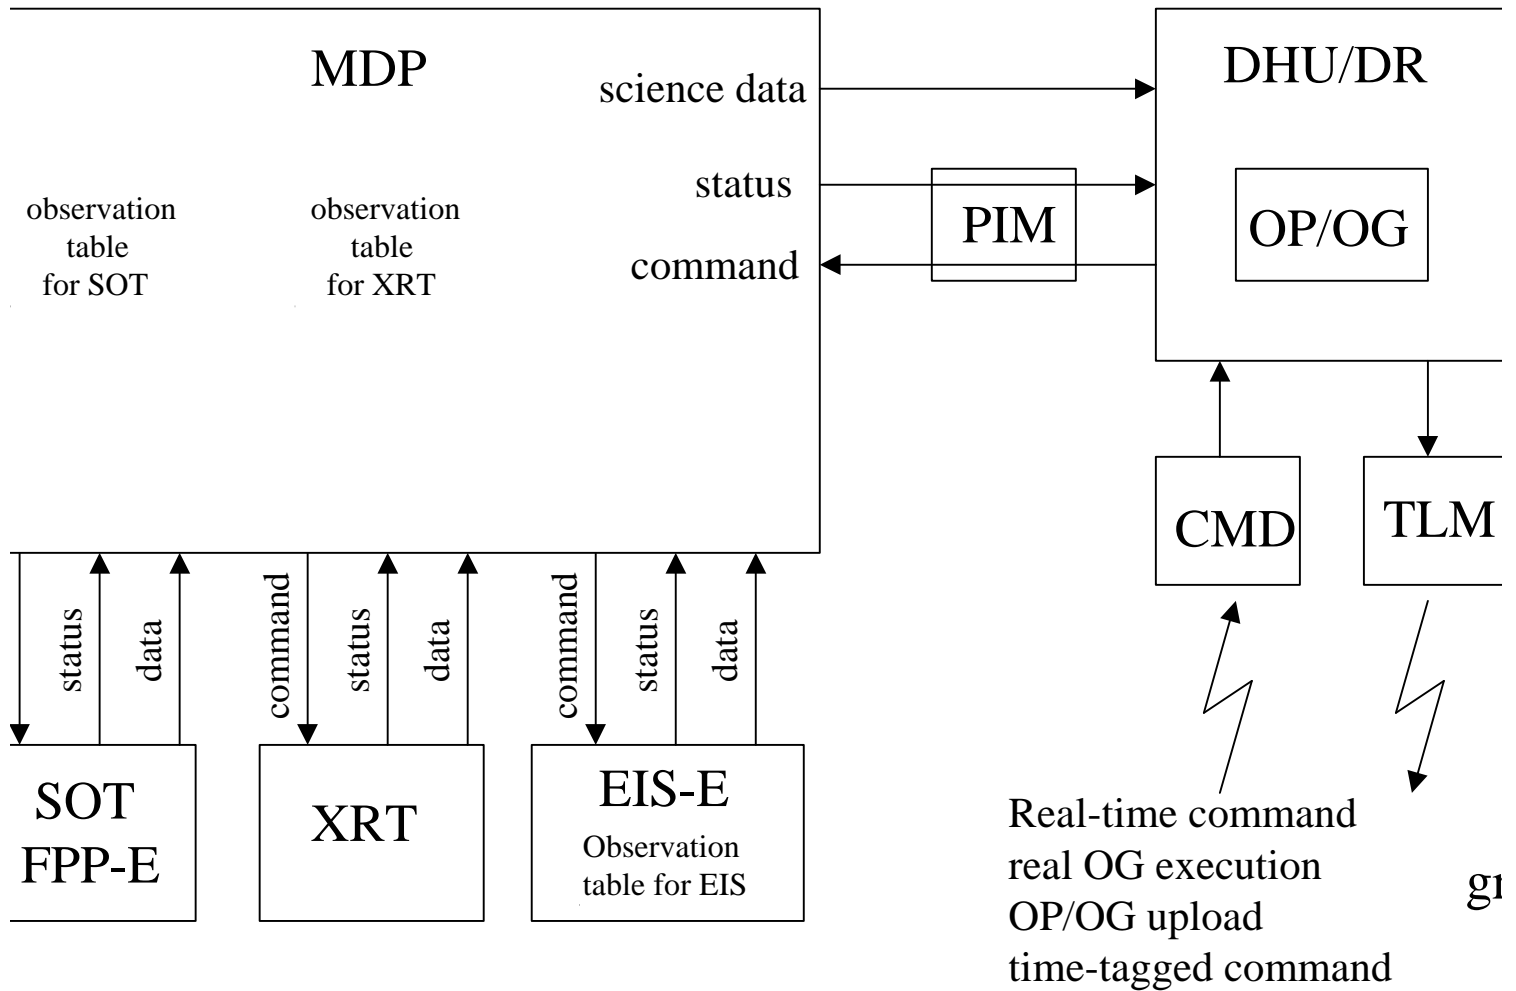 MDP
science data
status
command
observation
table
for SOT
observation
table
for XRT
DHU/DR
PIM
OP/OG
CMD
TLM
status
data
command
status
data
command
status
data
SOT
FPP-E
XRT
EIS-E
Observation
table for EIS
Real-time command
real OG execution
OP/OG upload
time-tagged command